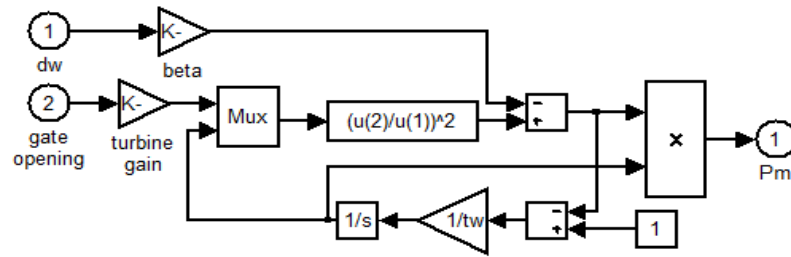 1
dw
K-
beta
2
gate
opening
K-
turbine
gain
Mux
(u(2)/u(1))^2
-
+
×
1
Pm
1/s
1/tw
-
+
1